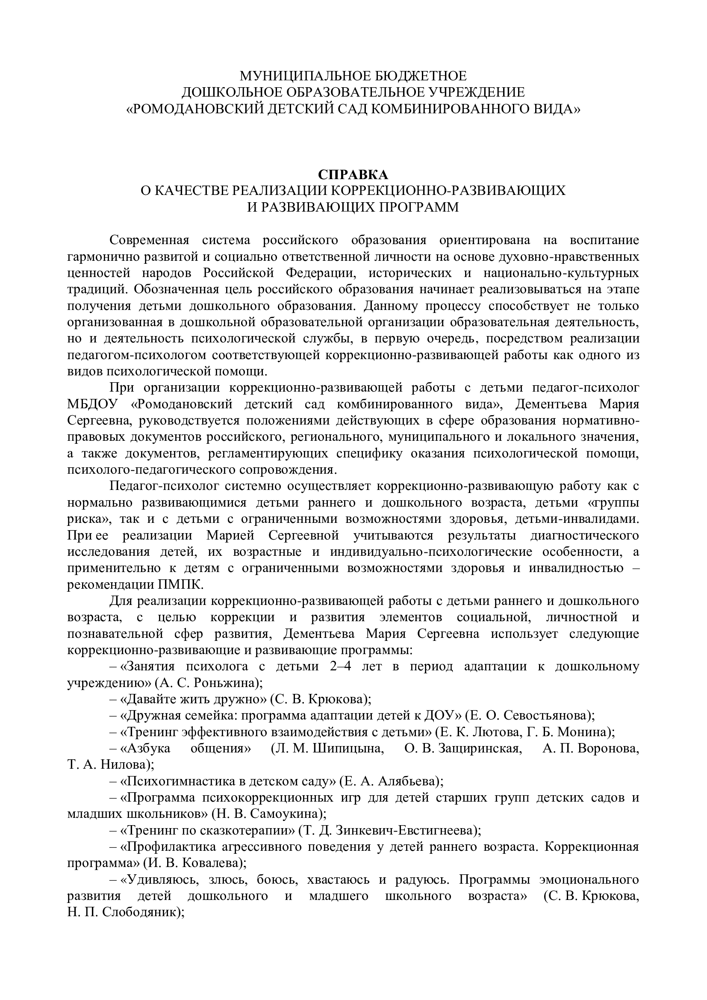 МУНИЦИПАЛЬНОЕ БЮДЖЕТНОЕ
ДОШКОЛЬНОЕ ОБРАЗОВАТЕЛЬНОЕ УЧРЕЖДЕНИЕ
«РОМОДАНОВСКИЙ ДЕТСКИЙ САД КОМБИНИРОВАННОГО ВИДА»
СПРАВКА
О КАЧЕСТВЕ РЕАЛИЗАЦИИ КОРРЕКЦИОННО-РАЗВИВАЮЩИХ
И РАЗВИВАЮЩИХ ПРОГРАММ
Современная система российского образования ориентирована на воспитание
гармонично развитой и социально ответственной личности на основе духовно-нравственных
ценностей народов Российской Федерации, исторических и национально-культурных
традиций. Обозначенная цель российского образования начинает реализовываться на этапе
получения детьми дошкольного образования. Данному процессу способствует не только
организованная в дошкольной образовательной организации образовательная деятельность,
но и деятельность психологической службы, в первую очередь, посредством реализации
педагогом-психологом соответствующей коррекционно-развивающей работы как одного из
видов психологической помощи.
При организации коррекционно-развивающей работы с детьми педагог-психолог
МБДОУ «Ромодановский детский сад комбинированного вида», Дементьева Мария
Сергеевна, руководствуется положениями действующих в сфере образования нормативно-
правовых документов российского, регионального, муниципального и локального значения,
а также документов, регламентирующих специфику оказания психологической помощи,
психолого-педагогического сопровождения.
Педагог-психолог системно осуществляет коррекционно-развивающую работу как с
нормально развивающимися детьми раннего и дошкольного возраста, детьми «группы
риска», так и с детьми с ограниченными возможностями здоровья, детьми-инвалидами.
При ее реализации Марией Сергеевной учитываются результаты диагностического
исследования детей, их возрастные и индивидуально-психологические особенности, а
применительно к детям с ограниченными возможностями здоровья и инвалидностью –
рекомендации ПМПК.
Для реализации коррекционно-развивающей работы с детьми раннего и дошкольного
возраста, с целью коррекции и развития элементов социальной, личностной и
познавательной сфер развития, Дементьева Мария Сергеевна использует следующие
коррекционно-развивающие и развивающие программы:
– «Занятия психолога с детьми 2–4 лет в период адаптации к дошкольному
учреждению» (А. С. Роньжина);
– «Давайте жить дружно» (С. В. Крюкова);
– «Дружная семейка: программа адаптации детей к ДОУ» (Е. О. Севостьянова);
– «Тренинг эффективного взаимодействия с детьми» (Е. К. Лютова, Г. Б. Монина);
– «Азбука общения» (Л. М. Шипицына, О. В. Защиринская, А. П. Воронова,
Т. А. Нилова);
– «Психогимнастика в детском саду» (Е. А. Алябьева);
– «Программа психокоррекционных игр для детей старших групп детских садов и
младших школьников» (Н. В. Самоукина);
– «Тренинг по сказкотерапии» (Т. Д. Зинкевич-Евстигнеева);
– «Профилактика агрессивного поведения у детей раннего возраста. Коррекционная
программа» (И. В. Ковалева);
– «Удивляюсь, злюсь, боюсь, хвастаюсь и радуюсь. Программы эмоционального
развития детей дошкольного и младшего школьного возраста» (С. В. Крюкова,
Н. П. Слободяник);